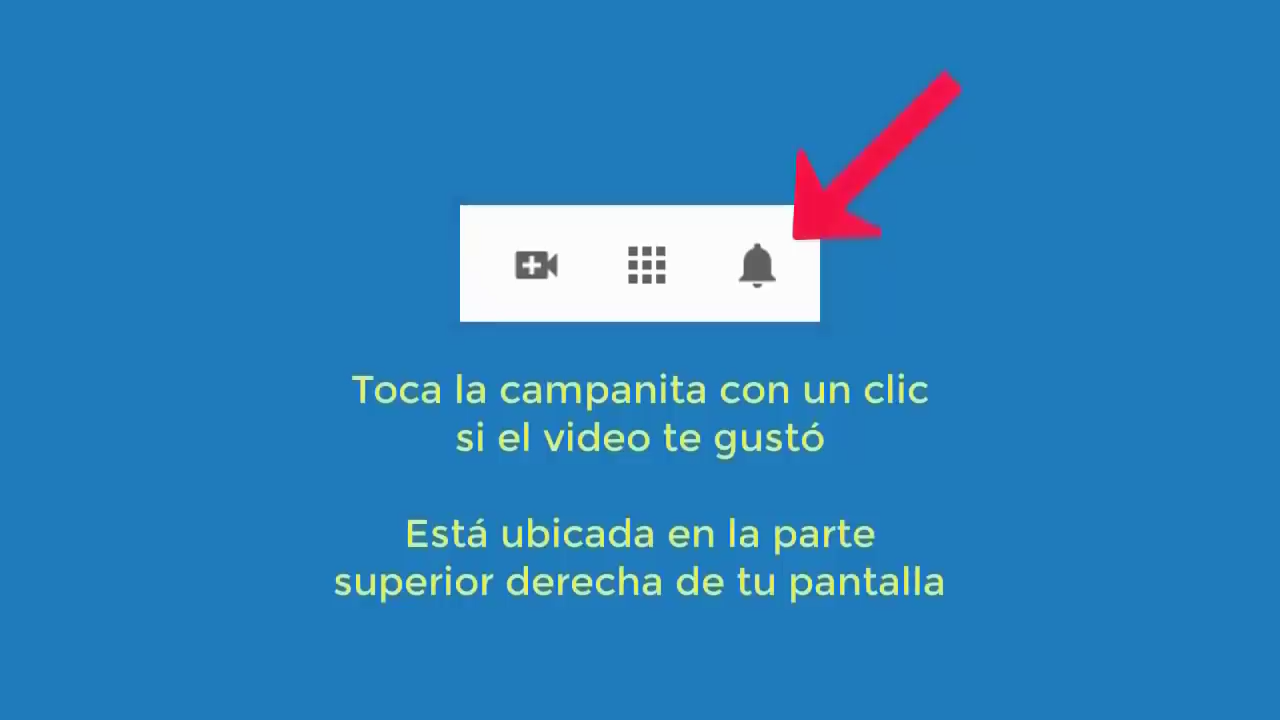 Toca la campanita con un clic
si el video te gustó
Está ubicada en la parte
superior derecha de tu pantalla